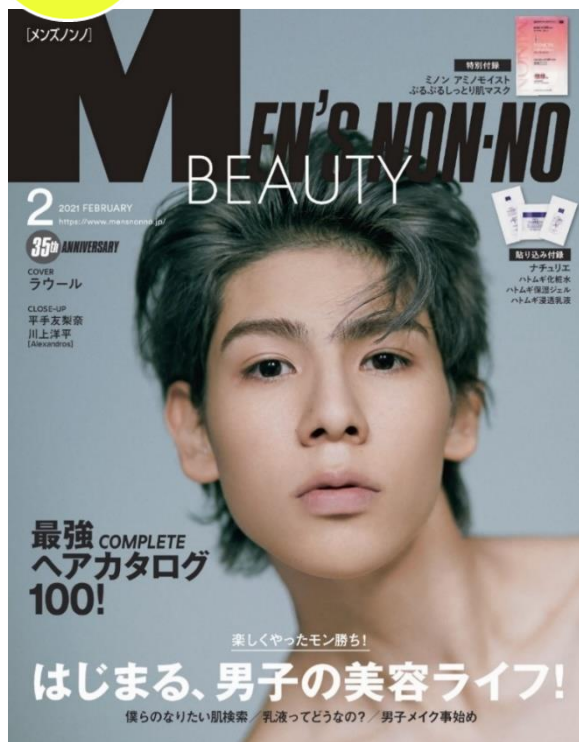 [メンズノンノ]
MEN'S NON-NO
BEAUTY
特別付録
ミノン アミノモイスト
ぷるぷるしっとり肌マスク
2 2021 FEBRUARY
https://www.mensnonno.jp/
35th ANNIVERSARY
COVER
ラウール
CLOSE-UP
平手友梨奈
川上洋平
[Alexandros]
貼り込み付録
ナチュリエ
ハトムギ化粧水
ハトムギ保湿ジェル
ハトムギ浸透乳液
最強 COMPLETE
ヘアカタログ
100!
楽しくやったモン勝ち!
はじまる、男子の美容ライフ!
僕らのなりたい肌検索/乳液ってどうなの?/男子メイク事始め